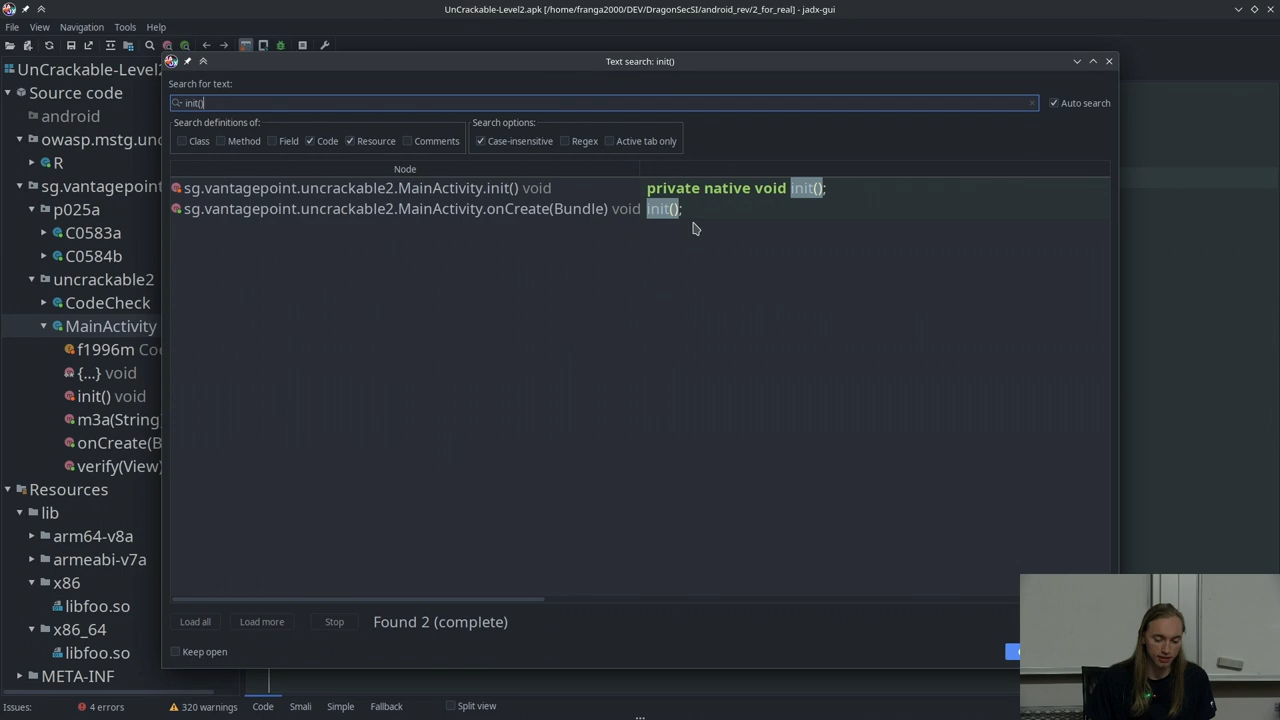 UnCrackable-Level2.apk [/home/franga2000/DEV/DragonSecSI/android_rev/2_for_real] - jadx-gui
File View Navigation Tools Help
Text search: init()
UnCrackable-Level2
Search for text:
Source code
init()
Auto search
android
Search definitions of:
Search options:
owasp.mstg.unc
Class Method Field Code Resource Comments Case-insensitive Regex Active tab only
R
Node
sg.vantagepoint
sg.vantagepoint.uncrackable2.MainActivity.init() void private native void init();
p025a
sg.vantagepoint.uncrackable2.MainActivity.onCreate(Bundle) void init();
C0583a
C0584b
uncrackable2
CodeCheck
MainActivity
f1996m Co
{...} void
init() void
m3a(String)
onCreate(B
verify(View)
Resources
lib
arm64-v8a
armeabi-v7a
x86
libfoo.so
Load all Load more Stop Found 2 (complete)
x86_64
libfoo.so
Keep open
META-INF
Issues: 4 errors 320 warnings Code Smali Simple Fallback Split view